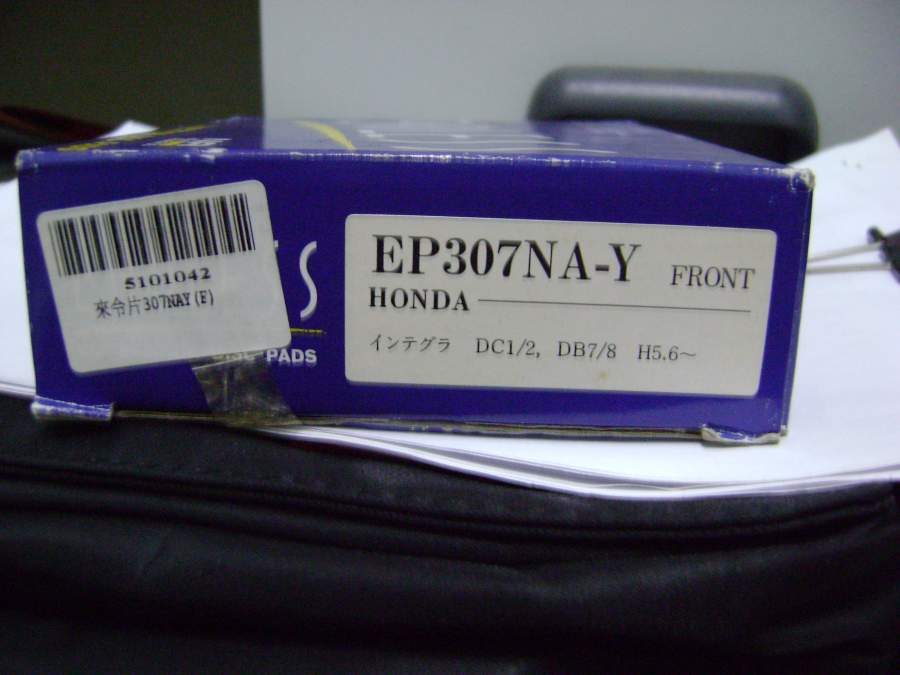 5101042
來令片307NAY(F)
S
DISC PADS
EP307NA-Y FRONT
HONDA
インテグラ DC1/2, DB7/8 H5.6~